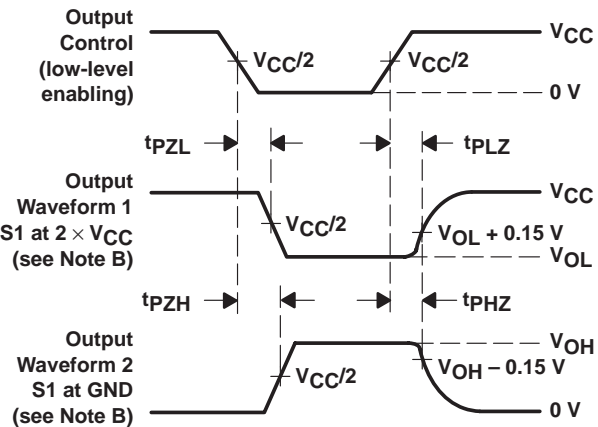 Output
Control
(low-level
enabling)
VCC/2
VCC/2
VCC
0 V
tPZL
tPLZ
Output
Waveform 1
S1 at 2 × VCC
(see Note B)
VCC/2
VCC
VOL + 0.15 V
VOL
tPZH
tPHZ
Output
Waveform 2
S1 at GND
(see Note B)
VCC/2
VOH
VOH – 0.15 V
0 V